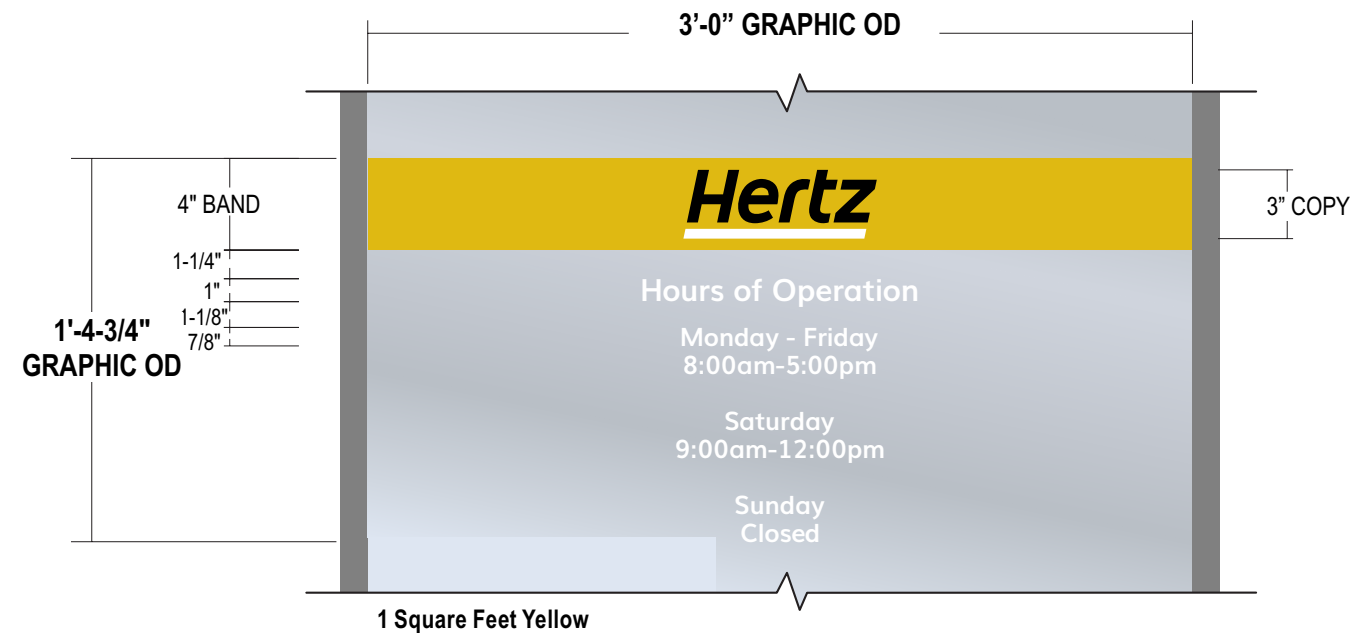 3’-0” GRAPHIC OD
4" BAND
1-1/4"
1"
1-1/8"
7/8"
1'-4-3/4"
GRAPHIC OD
Hertz
3” COPY
Hours of Operation
Monday - Friday
8:00am-5:00pm
Saturday
9:00am-12:00pm
Sunday
Closed
1 Square Feet Yellow